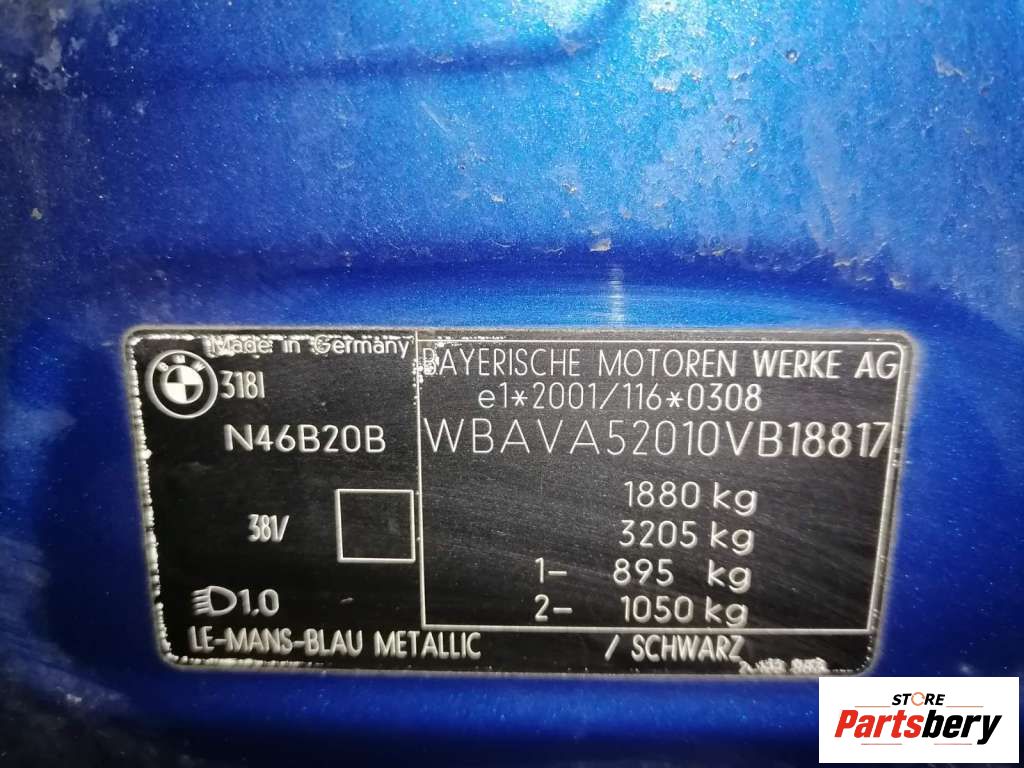 Made in Germany
318I
N46B20B
381/
1,0
LE-MANS-BLAU METALLIC / SCHWARZ
BAYERISCHE MOTOREN WERKE AG
e1*2001/116*0308
WBAVA52010VB18817
1880 kg
3205 kg
1- 895 kg
2- 1050 kg
STORE
Partsbery